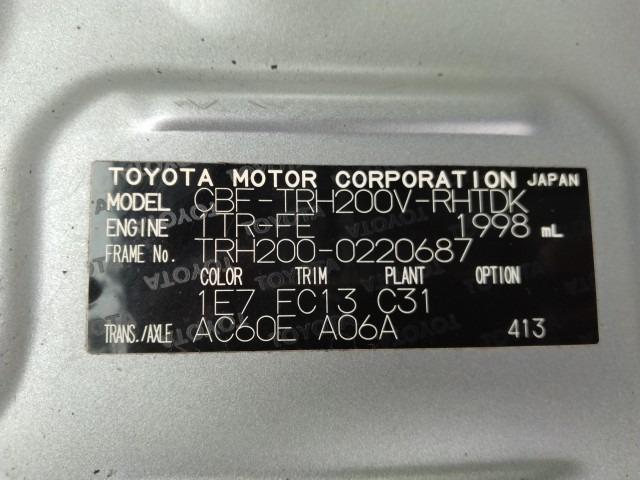 TOYOTA MOTOR CORPORATION JAPAN
MODEL CBF-TRH200V-RHTDK
ENGINE 1TR-FE 1998 mL
FRAME No. TRH200-0220687
COLOR TRIM PLANT OPTION
1E7 EC13 C31
TRANS./AXLE AC60E A06A 413